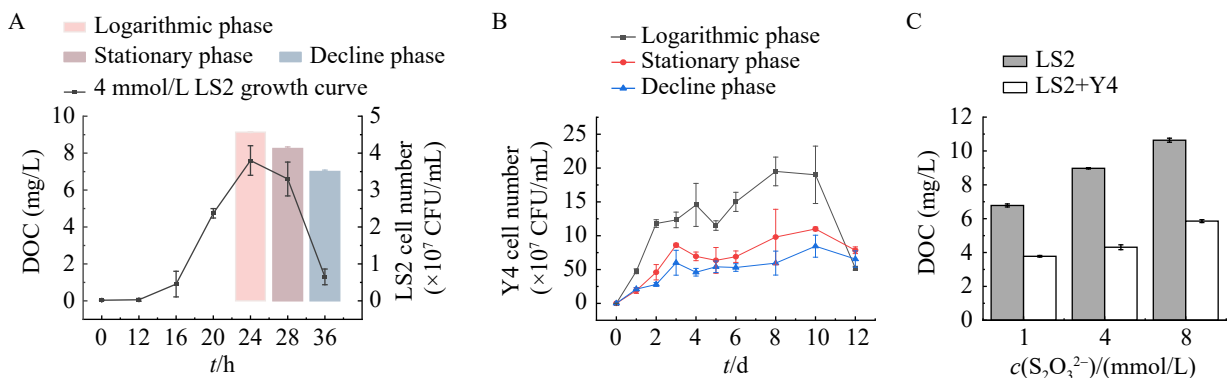 A
Logarithmic phase
Stationary phase Decline phase
4 mmol/L LS2 growth curve
DOC (mg/L)
10
8
6
4
2
0
0 12 16 20 24 28 36
t/h
5
4
3
2
1
0
LS2 cell number
(×10⁷ CFU/mL)
B
Logarithmic phase
Stationary phase
Decline phase
Y4 cell number
(×10⁷ CFU/mL)
25
20
15
10
50
0
0 2 4 6 8 10 12
t/d
C
LS2
LS2+Y4
DOC (mg/L)
12
10
8
6
4
2
0
1 4 8
c(S₂O₃²⁻)/(mmol/L)